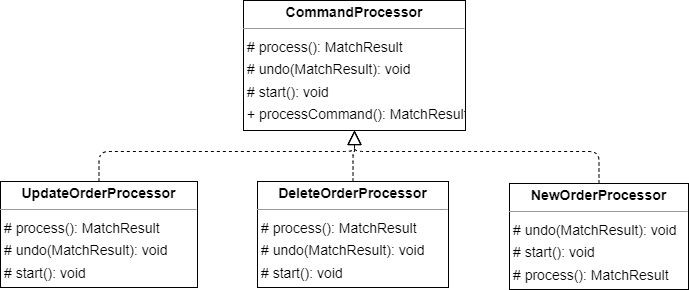 CommandProcessor
# process(): MatchResult
# undo(MatchResult): void
# start(): void
+ processCommand(): MatchResult
UpdateOrderProcessor
# process(): MatchResult
# undo(MatchResult): void
# start(): void
DeleteOrderProcessor
# process(): MatchResult
# undo(MatchResult): void
# start(): void
NewOrderProcessor
# undo(MatchResult): void
# start(): void
# process(): MatchResult